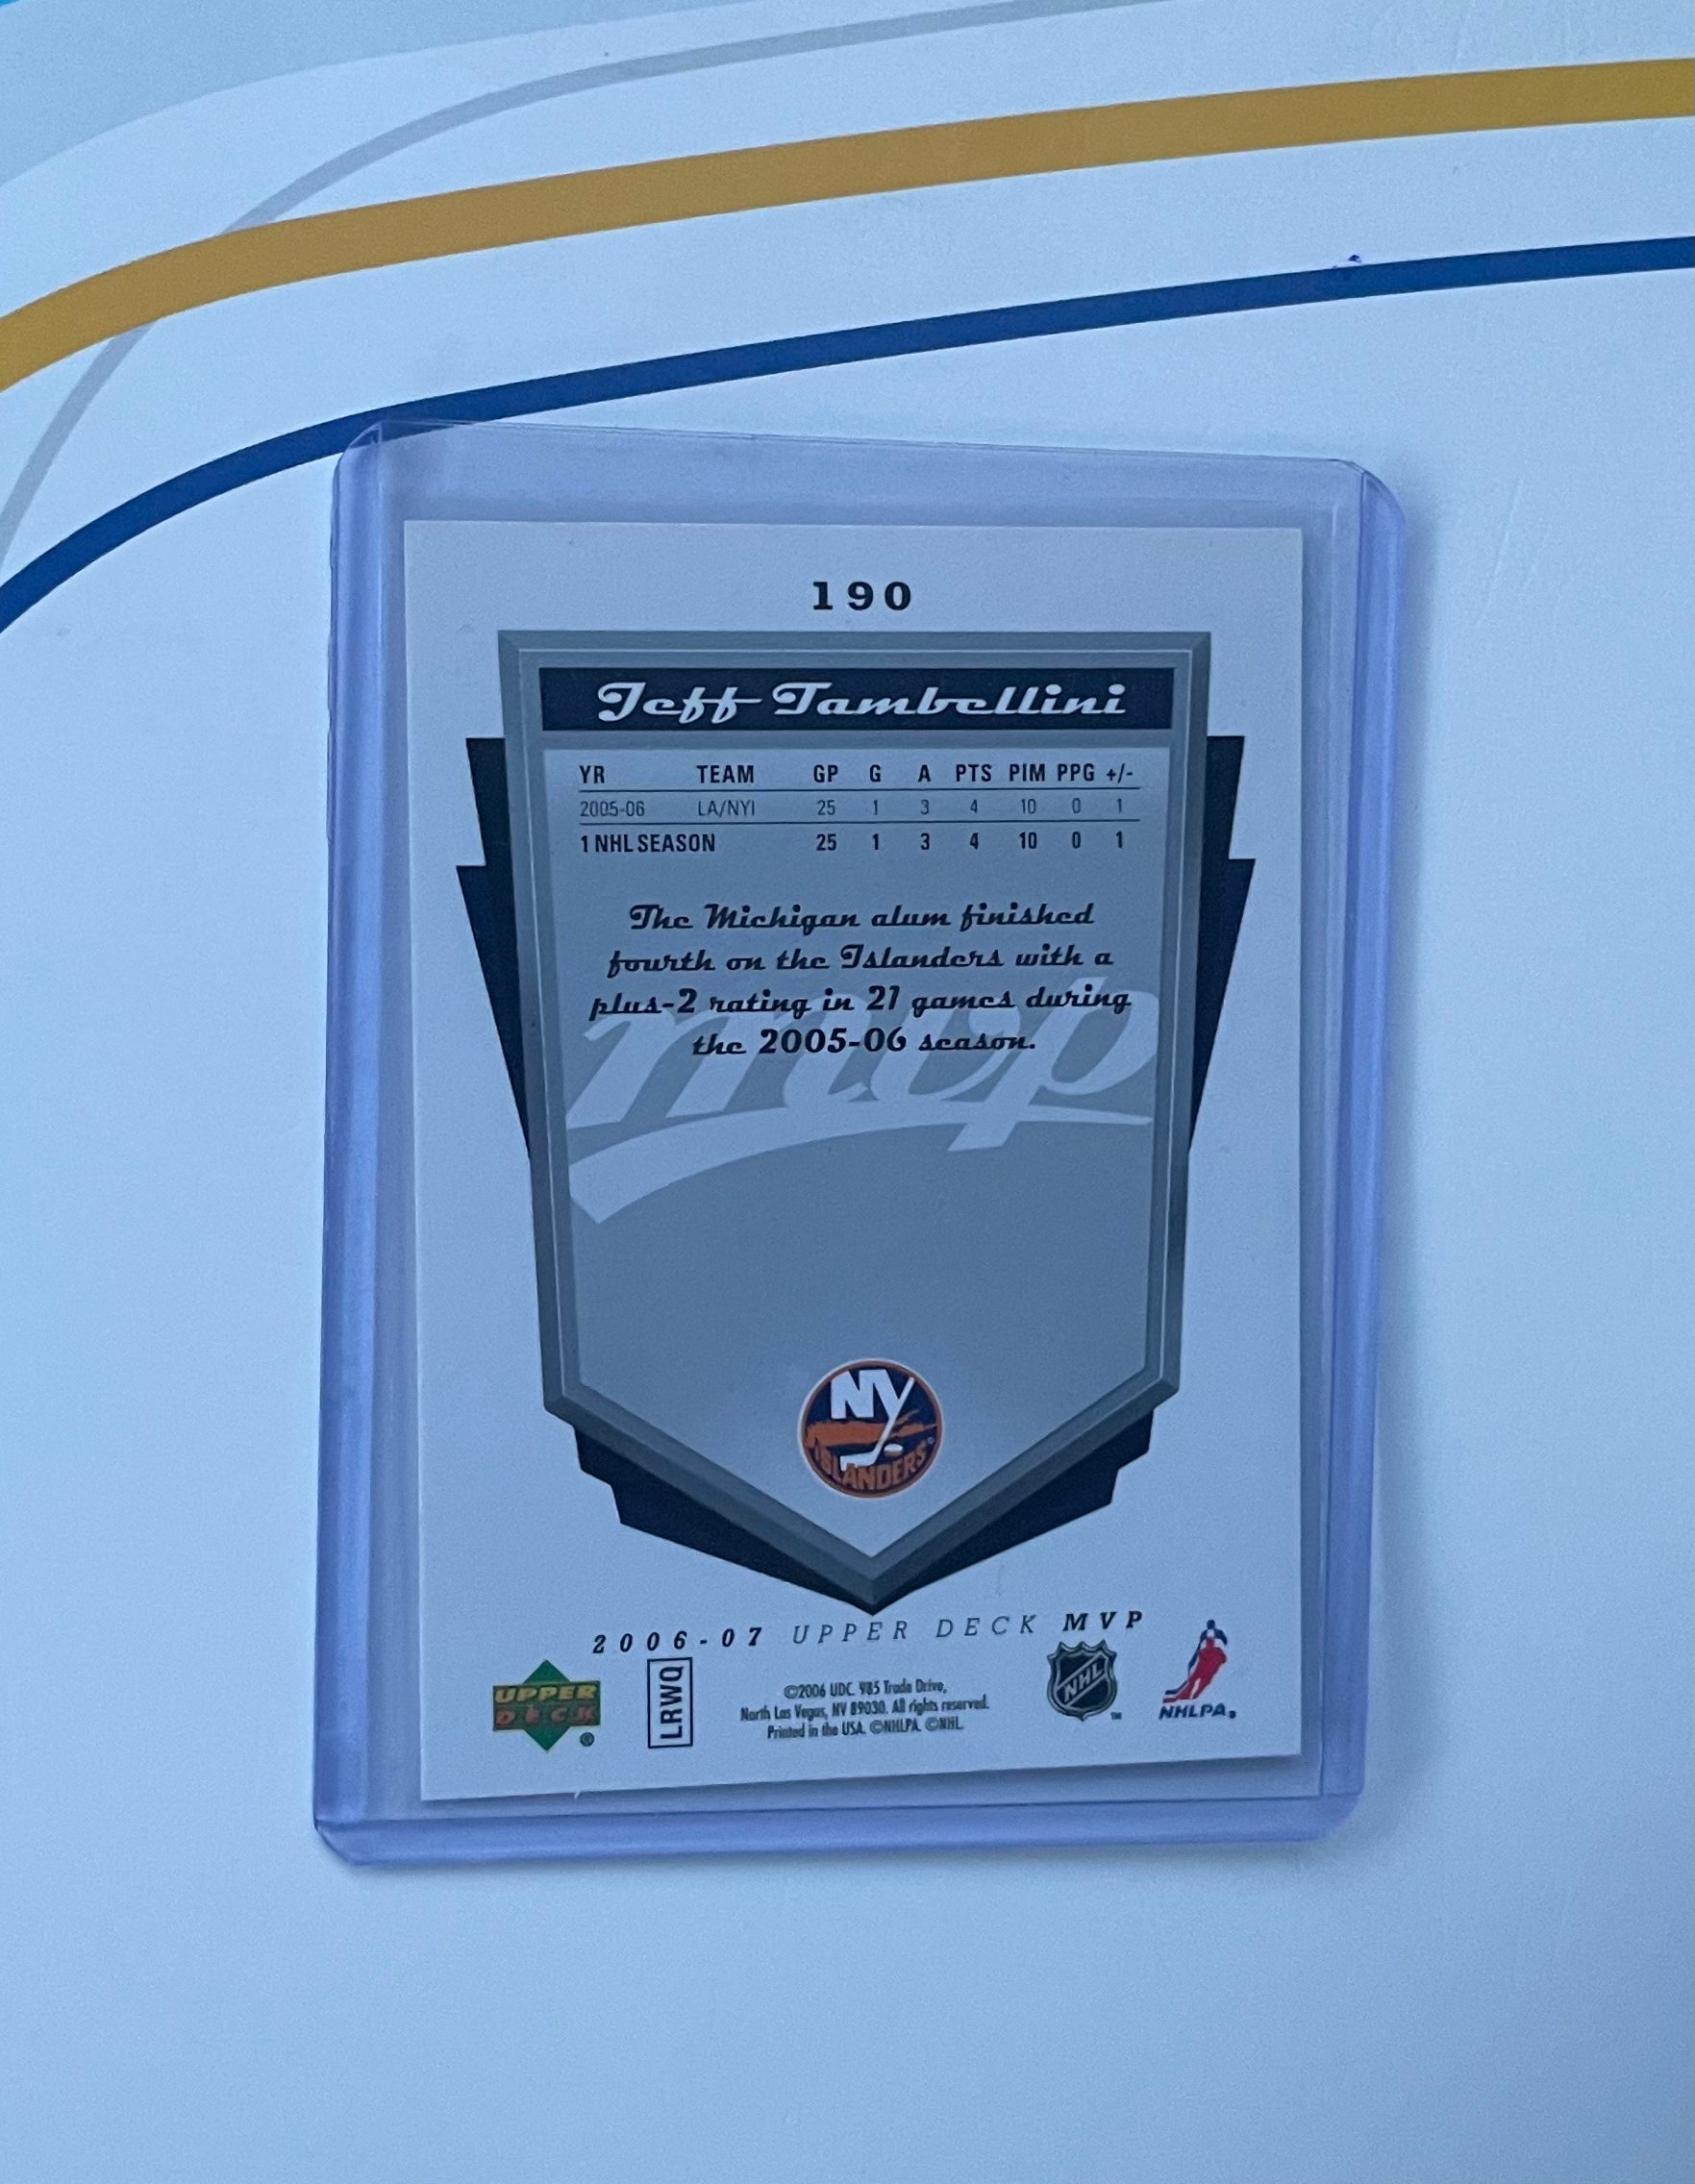 190
Jeff Tambellini
YR TEAM GP G A PTS PIM PPG +/-
2005-06 LA/NYI 25 1 3 4 10 0 1
1 NHL SEASON 25 1 3 4 10 0 1
The Michigan alum finished
fourth on the Islanders with a
plus-2 rating in 21 games during
the 2005-06 season.
mvp
NY
ISLANDERS
2006-07 UPPER DECK MVP
UPPER
DECK
®
LRWQ
©2006 UDC. 985 Trade Drive,
North Las Vegas, NV 89030. All rights reserved.
Printed in the USA. ©NHLPA. ©NHL.
NHL
™
NHLPA®